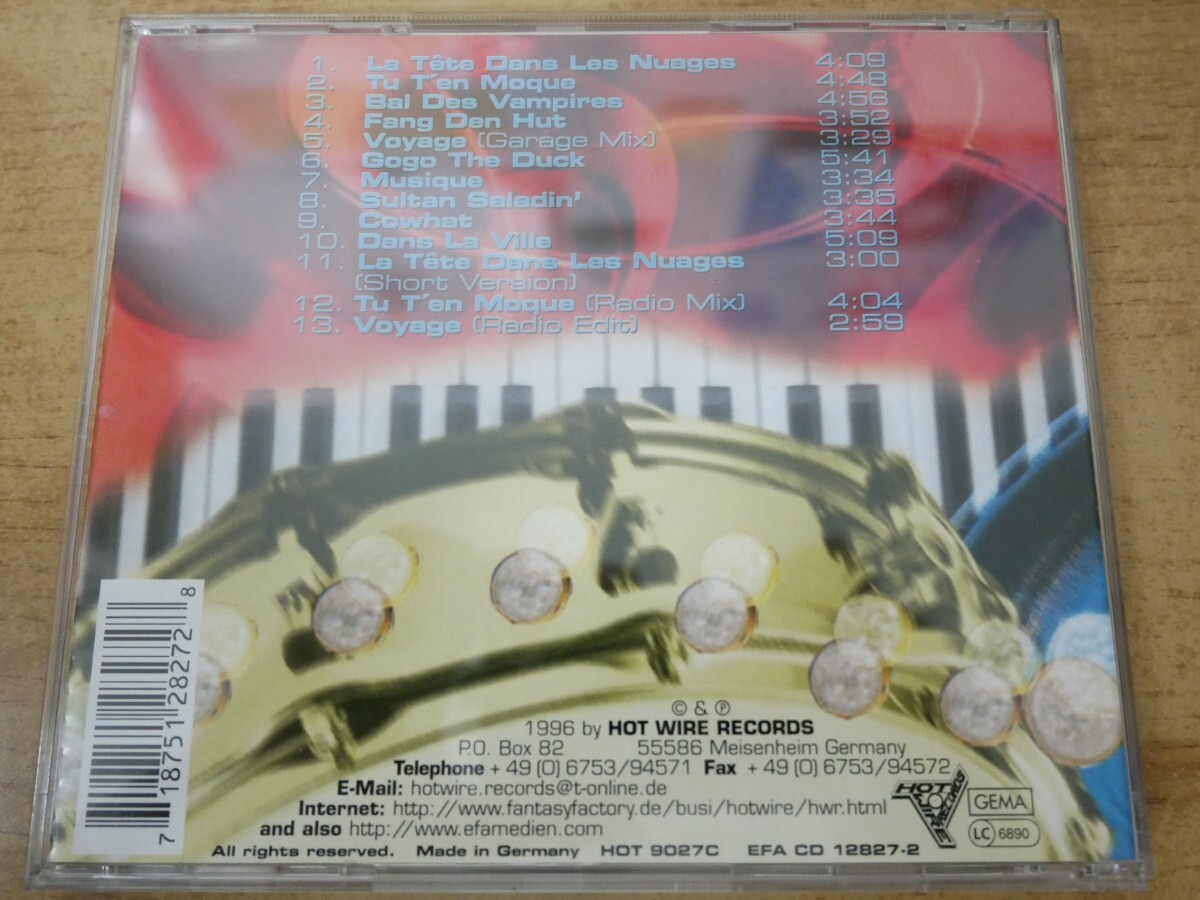 1. La Tête Dans Les Nuages 4:09
2. Tu T´en Moque 4:48
3. Bal Des Vampires 4:56
4. Fang Den Hut 3:52
5. Voyage (Garage Mix) 3:29
6. Gogo The Duck 5:41
7. Musique 3:34
8. Sultan Saladin' 3:35
9. Cowhat 3:44
10. Dans La Ville 5:09
11. La Tête Dans Les Nuages 3:00
(Short Version)
12. Tu T´en Moque (Radio Mix) 4:04
13. Voyage (Radio Edit) 2:59
7 18751 28272 8
© & ℗
1996 by HOT WIRE RECORDS
P.O. Box 82 55586 Meisenheim Germany
Telephone + 49 (0) 6753/94571 Fax + 49 (0) 6753/94572
E-Mail: hotwire.records@t-online.de
Internet: http://www.fantasyfactory.de/busi/hotwire/hwr.html
and also http://www.efamedien.com
All rights reserved. Made in Germany HOT 9027C EFA CD 12827-2
HOT WIRE RECORDS
GEMA
LC 6890